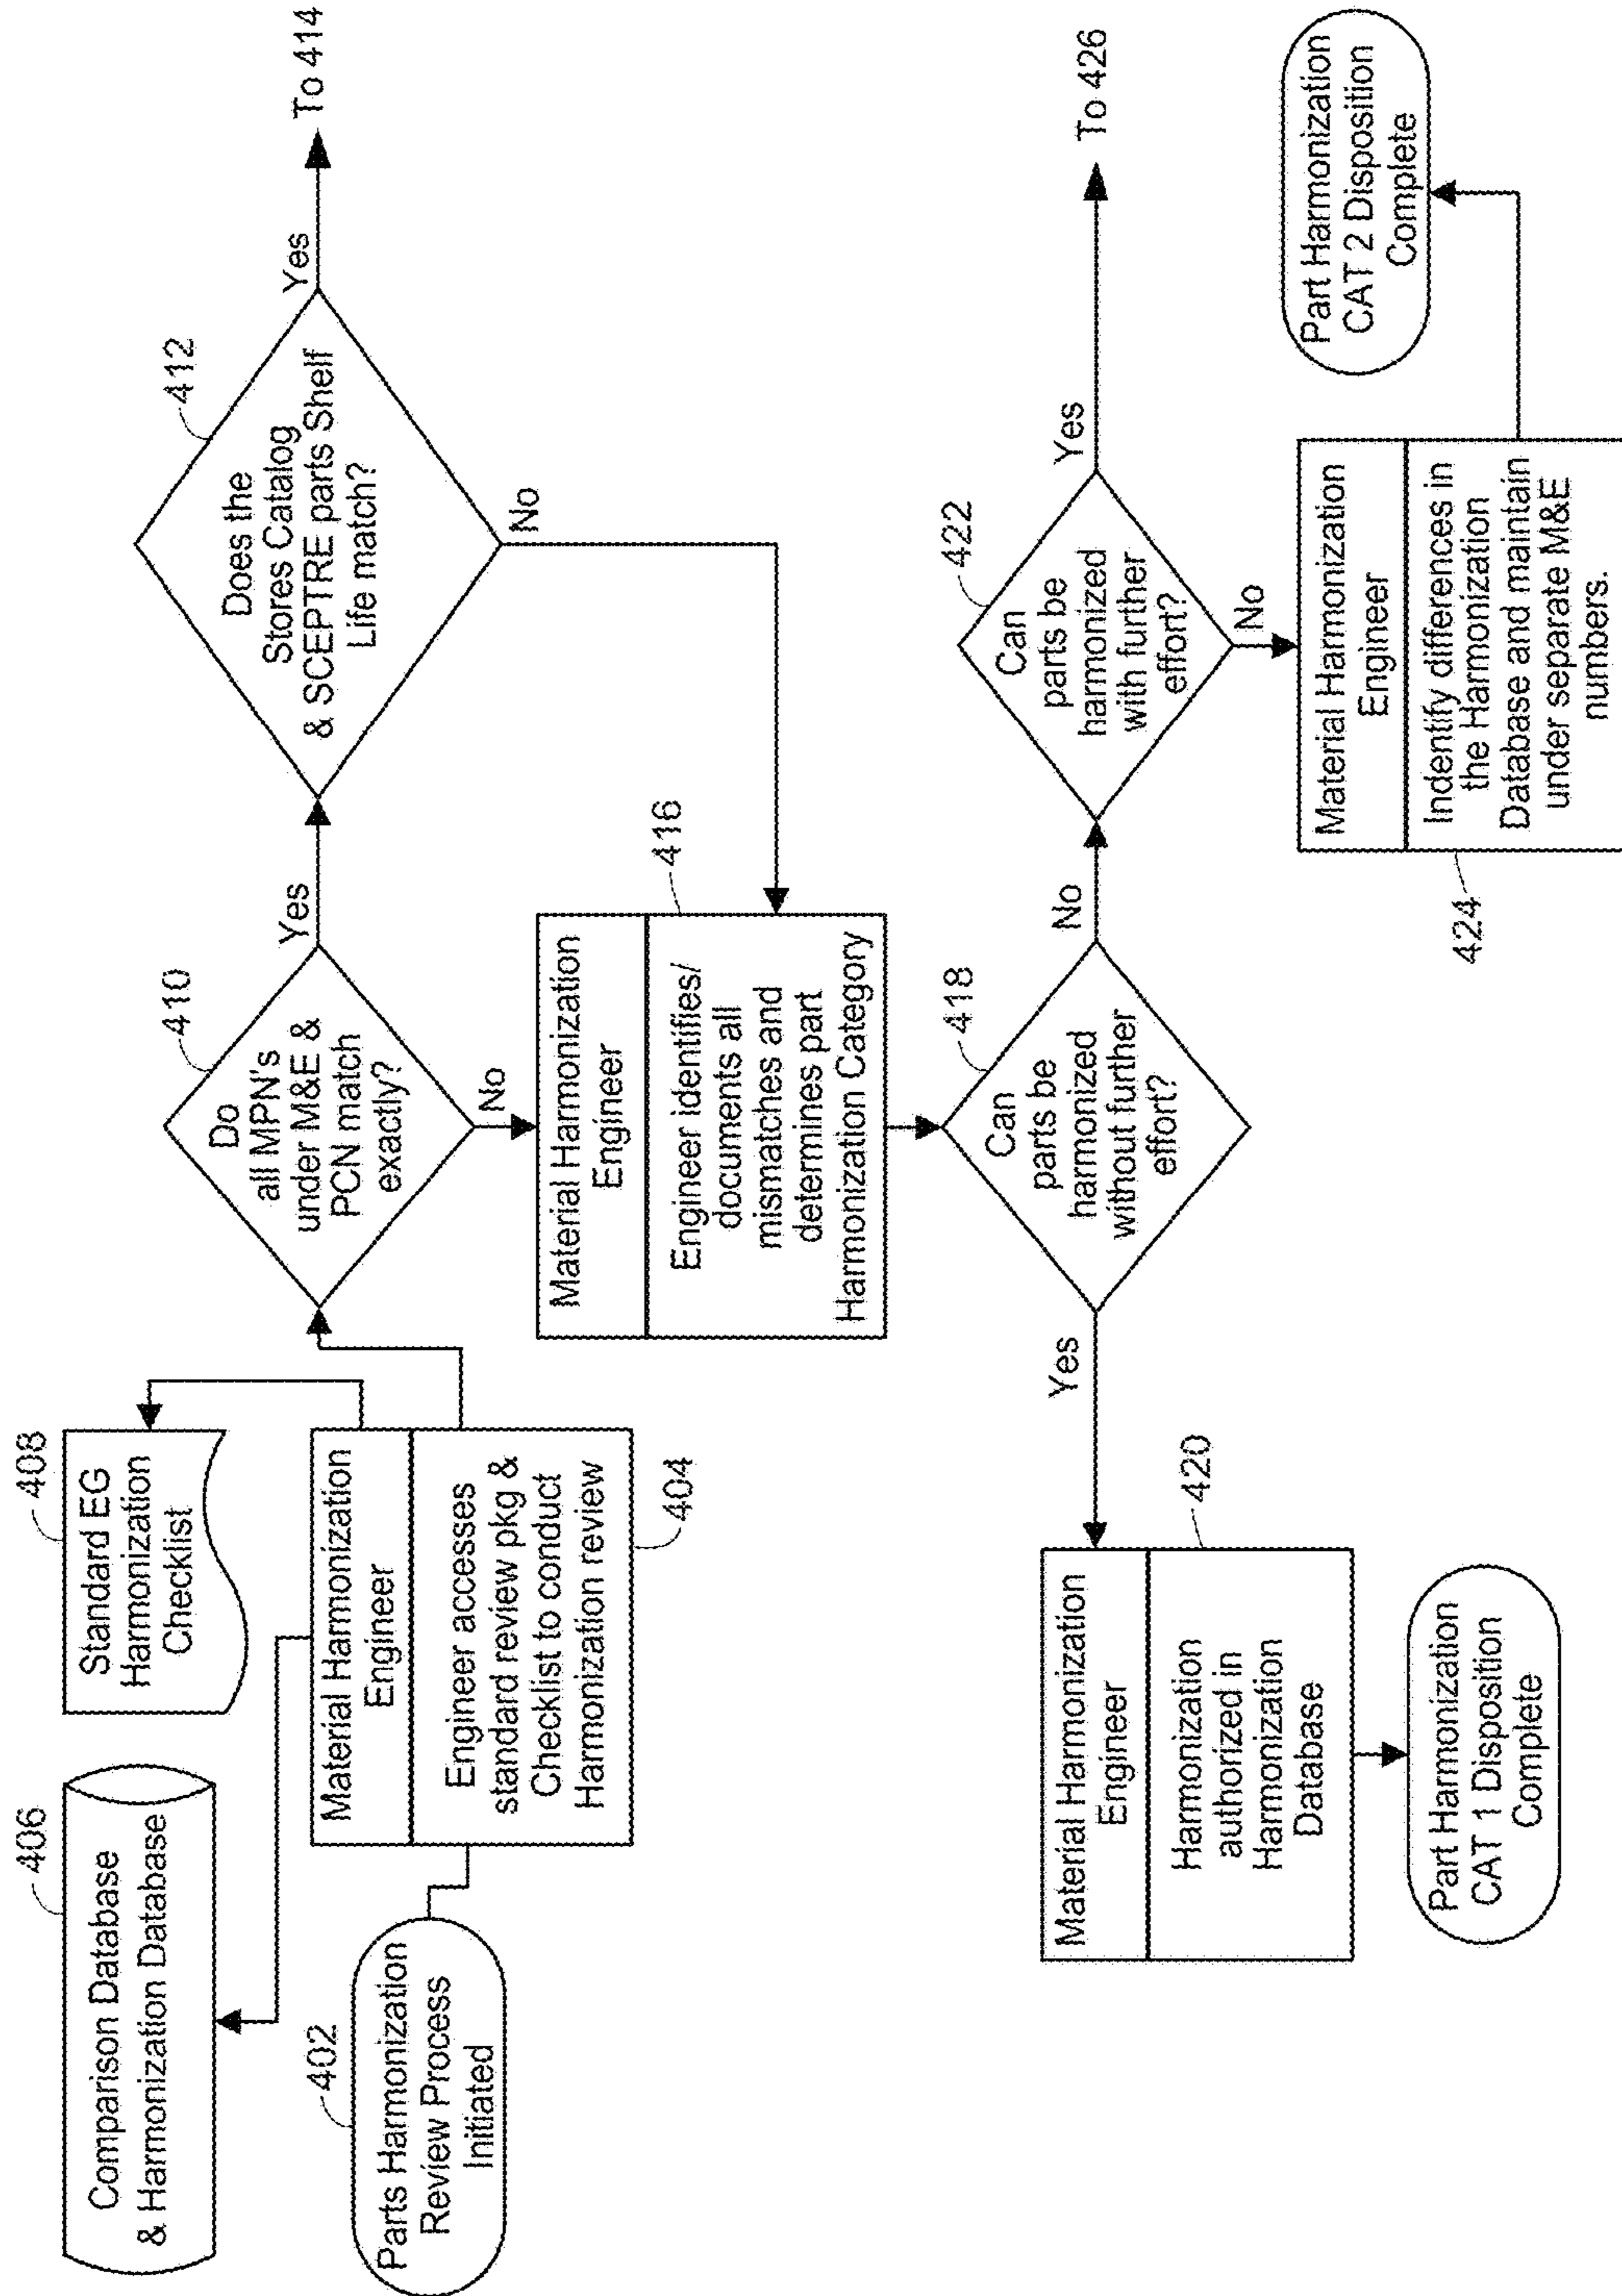 406
Comparison Database
& Harmonization Database
408
Standard EG
Harmonization
Checklist
402
Parts Harmonization
Review Process
Initiated
Material Harmonization
Engineer
Engineer accesses
standard review pkg &
Checklist to conduct
Harmonization review
404
410
Do
all MPN's
under M&E &
PCN match
exactly?
Yes
No
412
Does the
Stores Catalog
& SCEPTRE parts Shelf
Life match?
Yes
To 414
No
Material Harmonization
Engineer
416
Engineer identifies/
documents all
mismatches and
determines part
Harmonization Category
418
Can
parts be
harmonized
without further
effort?
Yes
No
Material Harmonization
Engineer
420
Harmonization
authorized in
Harmonization
Database
Part Harmonization
CAT 1 Disposition
Complete
422
Can
parts be
harmonized
with further
effort?
Yes
To 426
No
Material Harmonization
Engineer
Indentify differences in
the Harmonization
Database and maintain
under separate M&E
numbers.
424
Part Harmonization
CAT 2 Disposition
Complete